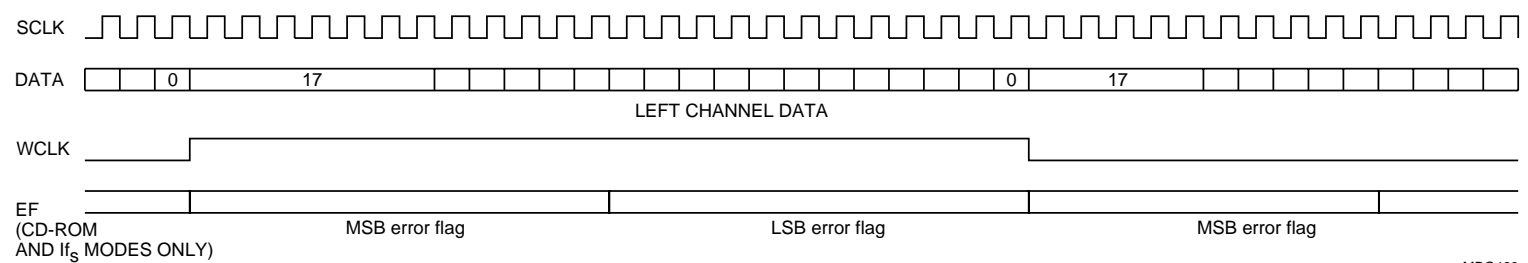 SCLK
DATA 0 17 0 17
LEFT CHANNEL DATA
WCLK
EF
(CD-ROM
AND Ifs MODES ONLY)
MSB error flag LSB error flag MSB error flag